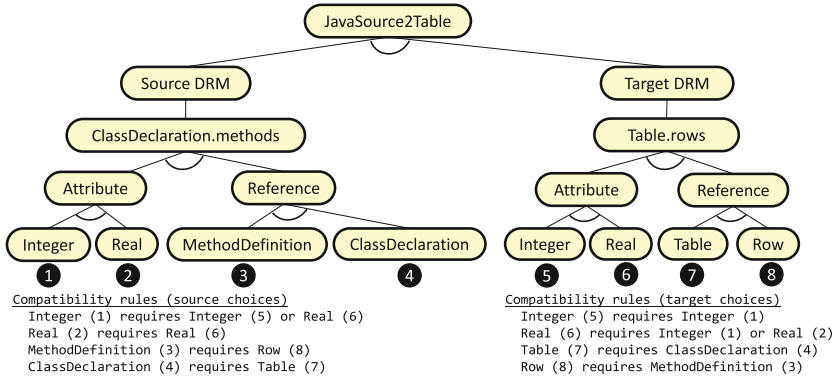 JavaSource2Table
Source DRM
Target DRM
ClassDeclaration.methods
Table.rows
Attribute
Reference
Attribute
Reference
Integer
Real
MethodDefinition
ClassDeclaration
Integer
Real
Table
Row
1
2
3
4
5
6
7
8
Compatibility rules (source choices)
Integer (1) requires Integer (5) or Real (6)
Real (2) requires Real (6)
MethodDefinition (3) requires Row (8)
ClassDeclaration (4) requires Table (7)
Compatibility rules (target choices)
Integer (5) requires Integer (1)
Real (6) requires Integer (1) or Real (2)
Table (7) requires ClassDeclaration (4)
Row (8) requires MethodDefinition (3)